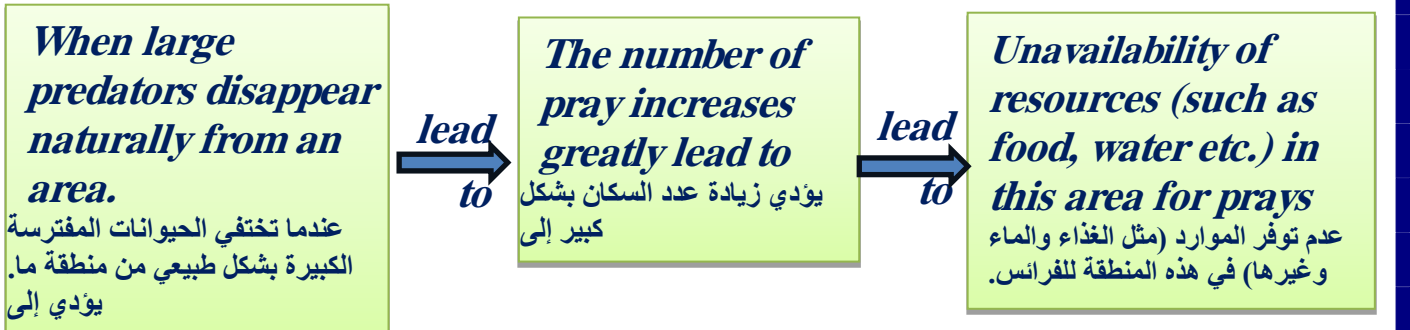 When large
predators disappear
naturally from an
area.
عندما تختفي الحيوانات المفترسة
الكبيرة بشكل طبيعي من منطقة ما.
يؤدي إلى
lead
to
The number of
pray increases
greatly lead to
يؤدي زيادة عدد السكان بشكل
كبير إلى
lead
to
Unavailability of
resources (such as
food, water etc.) in
this area for prays
عدم توفر الموارد (مثل الغذاء والماء
وغيرها) في هذه المنطقة للفرائس.